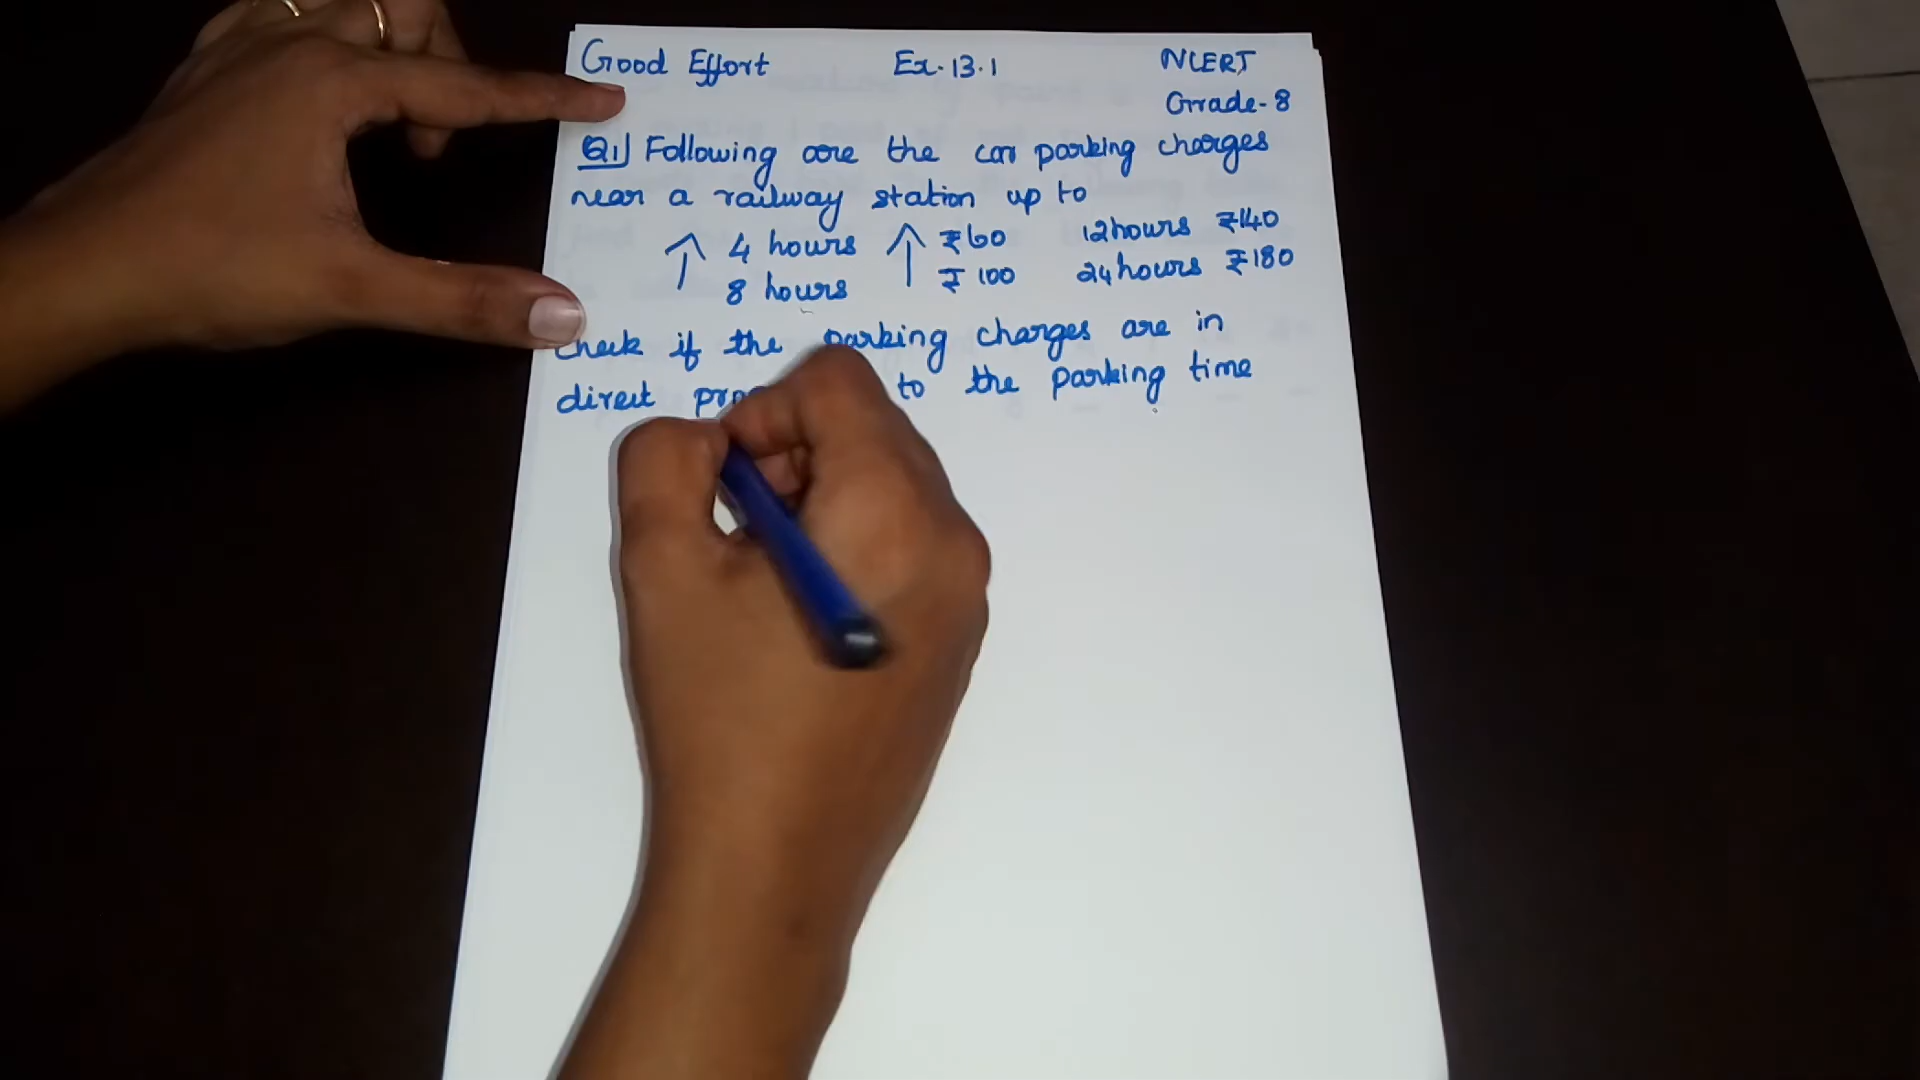 Good Effort Ex. 13.1 NCERT
Grade-8
Q1) Following are the car parking charges
near a railway station up to
4 hours ₹60 12hours ₹140
8 hours ₹100 24hours ₹180
Check if the parking charges are in
direct to the parking time